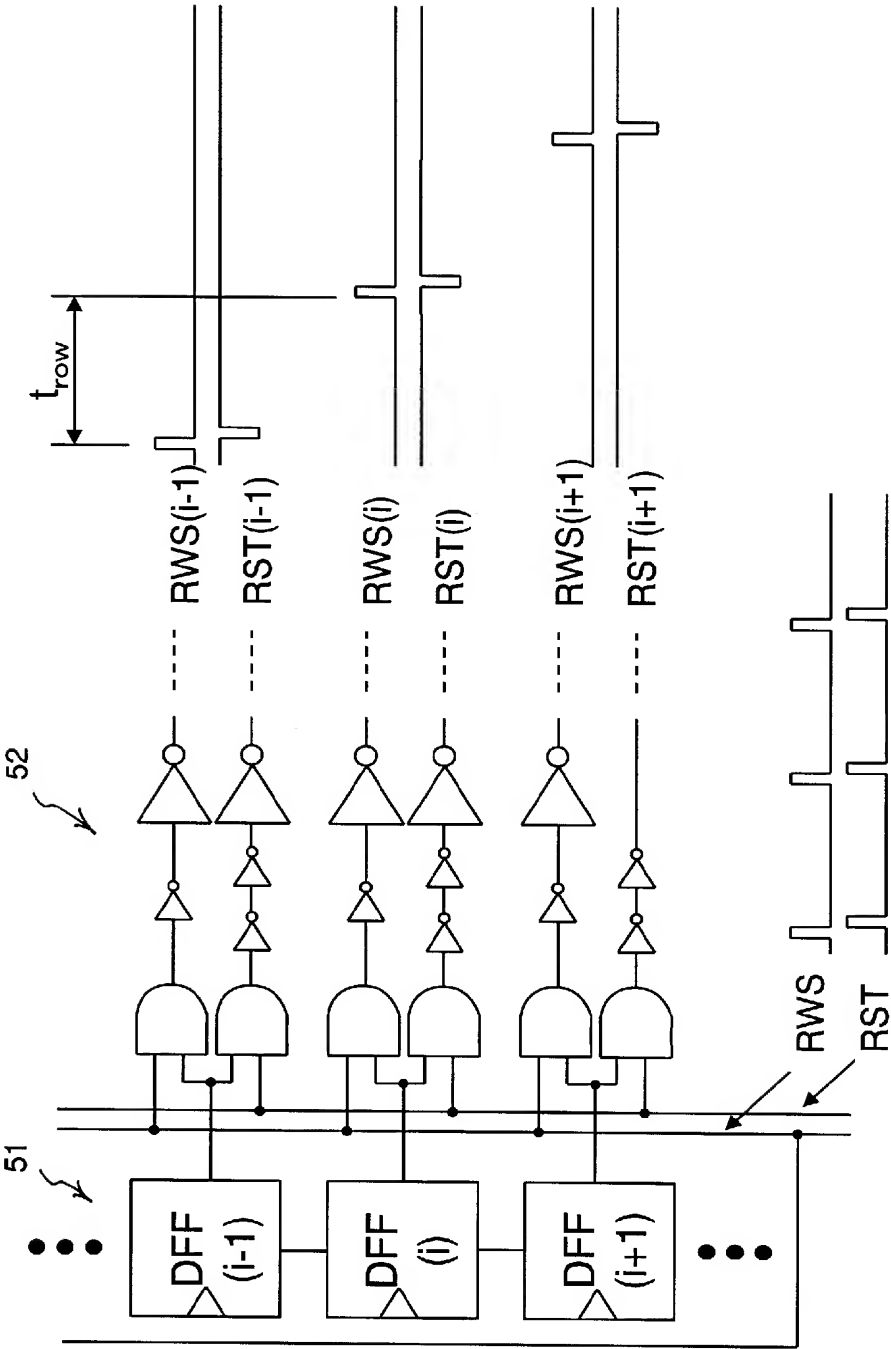 51
52
DFF
(i-1)
DFF
(i)
DFF
(i+1)
RWS
RST
RWS(i-1)
RST(i-1)
RWS(i)
RST(i)
RWS(i+1)
RST(i+1)
trow